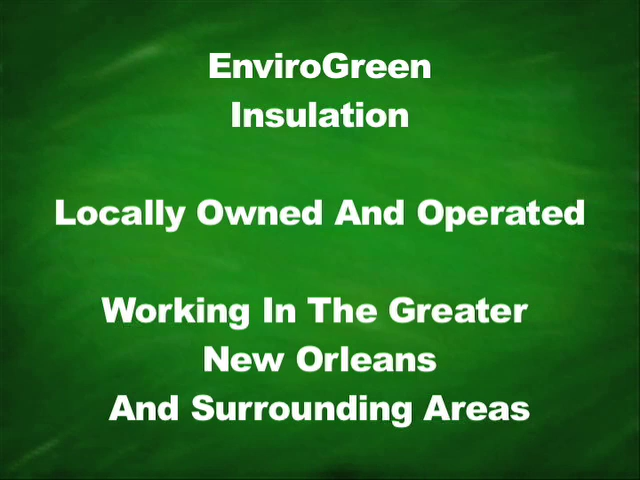 EnviroGreen
Insulation
Locally Owned And Operated
Working In The Greater
New Orleans
And Surrounding Areas